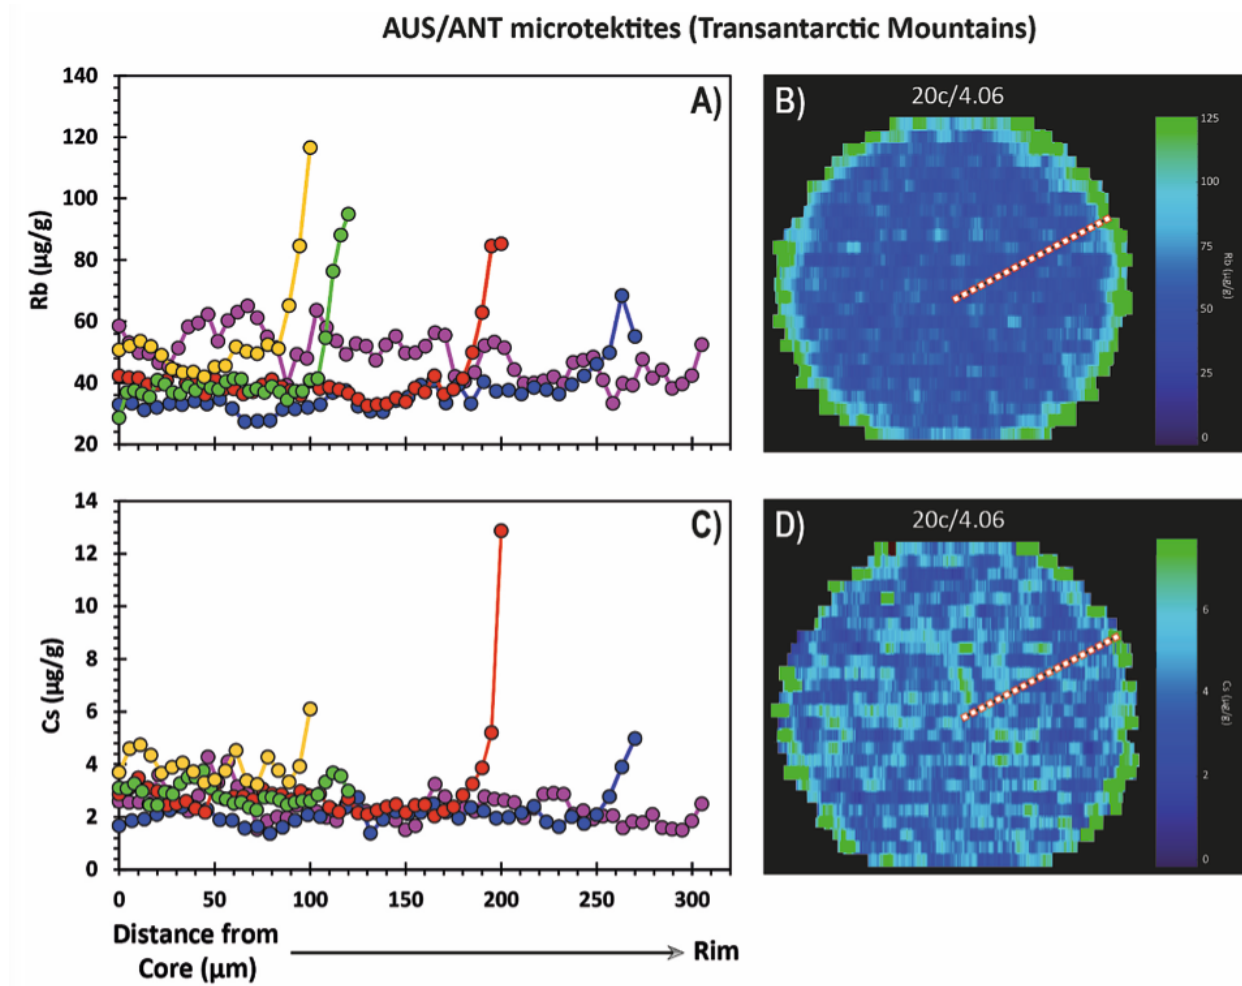 AUS/ANT microtektites (Transantarctic Mountains)
A)
Rb (µg/g)
140
120
100
80
60
40
20
B)
20c/4.06
125
100
75
50
25
0
Rb (µg/g)
C)
Cs (µg/g)
14
12
10
8
6
4
2
0
0 50 100 150 200 250 300
Distance from
Core (µm)
Rim
D)
20c/4.06
6
4
2
0
Cs (µg/g)